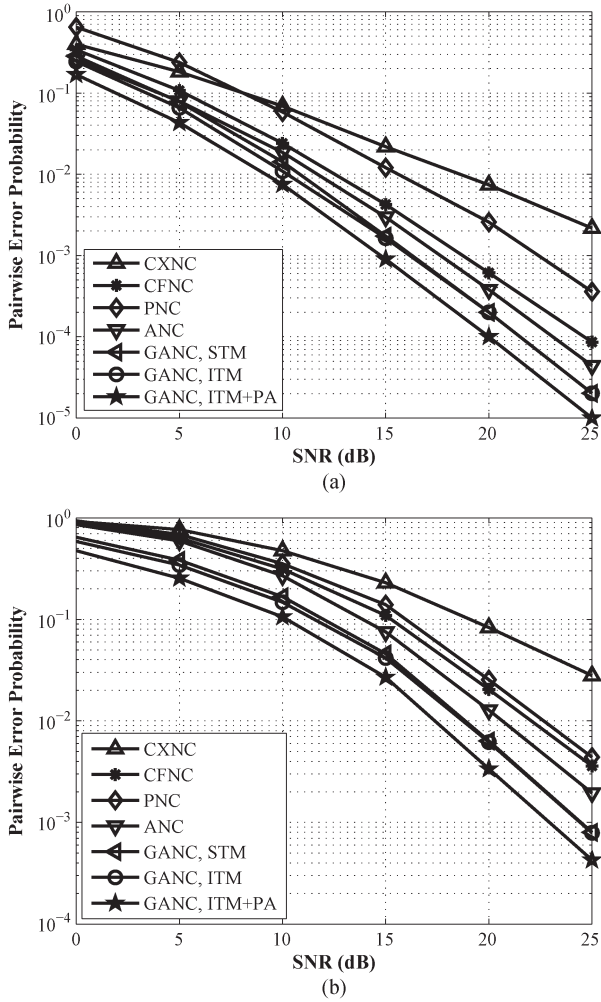 10^0
10^-1
10^-2
10^-3
10^-4
10^-5
Pairwise Error Probability
CXNC
CFNC
PNC
ANC
GANC, STM
GANC, ITM
GANC, ITM+PA
0 5 10 15 20 25
SNR (dB)
(a)
10^0
10^-1
10^-2
10^-3
10^-4
Pairwise Error Probability
CXNC
CFNC
PNC
ANC
GANC, STM
GANC, ITM
GANC, ITM+PA
0 5 10 15 20 25
SNR (dB)
(b)